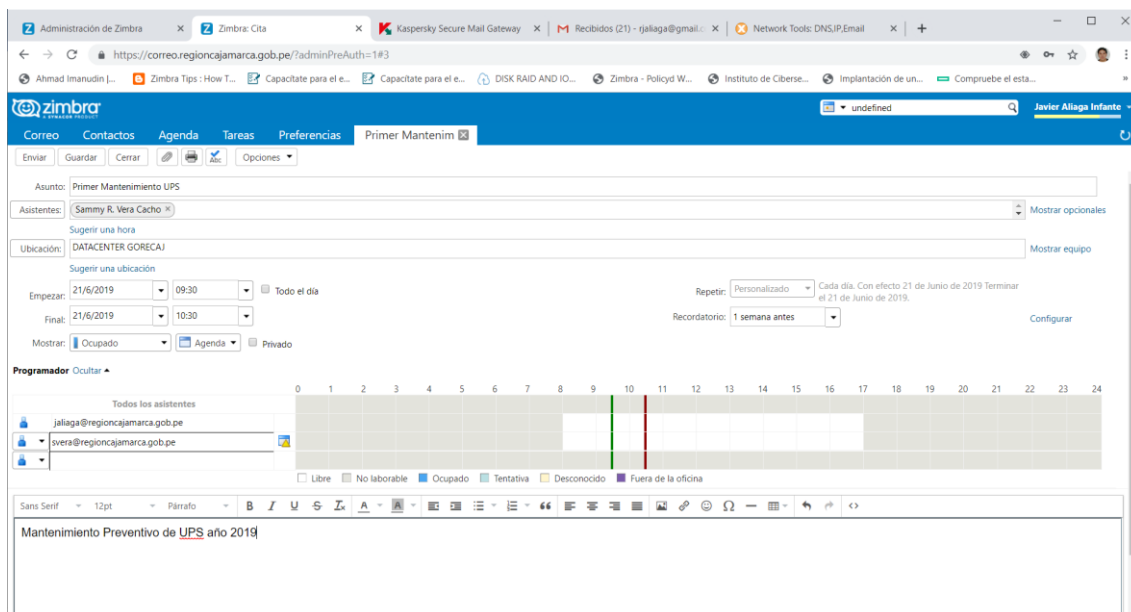 Administración de Zimbra
Zimbra: Cita
Kaspersky Secure Mail Gateway
Recibidos (21) - rjaliaga@gmail.c
Network Tools: DNS,IP,Email
https://correo.regioncajamarca.gob.pe/?adminPreAuth=1#3
Ahmad Imanudin |... Zimbra Tips : How T... Capacitate para el e... Capacítate para el e... DISK RAID AND IO... Zimbra - Policyd W... Instituto de Ciberse... Implantación de un... Compruebe el esta...
zimbra
A SYNACOR PRODUCT
undefined
Javier Aliaga Infante
Correo Contactos Agenda Tareas Preferencias Primer Mantenim
Enviar Guardar Cerrar Abc Opciones
Asunto: Primer Mantenimiento UPS
Asistentes: Sammy R. Vera Cacho Mostrar opcionales
Sugerir una hora
Ubicación: DATACENTER GORECAJ Mostrar equipo
Sugerir una ubicación
Empezar: 21/6/2019 09:30 Todo el día
Repetir: Personalizado Cada día. Con efecto 21 de Junio de 2019 Terminar
el 21 de Junio de 2019.
Final: 21/6/2019 10:30
Recordatorio: 1 semana antes Configurar
Mostrar: Ocupado Agenda Privado
Programador Ocultar
0 1 2 3 4 5 6 7 8 9 10 11 12 13 14 15 16 17 18 19 20 21 22 23 24
Todos los asistentes
jaliaga@regioncajamarca.gob.pe
svera@regioncajamarca.gob.pe
Libre No laborable Ocupado Tentativa Desconocido Fuera de la oficina
Sans Serif 12pt Párrafo B I U S Ix A A
Mantenimiento Preventivo de UPS año 2019